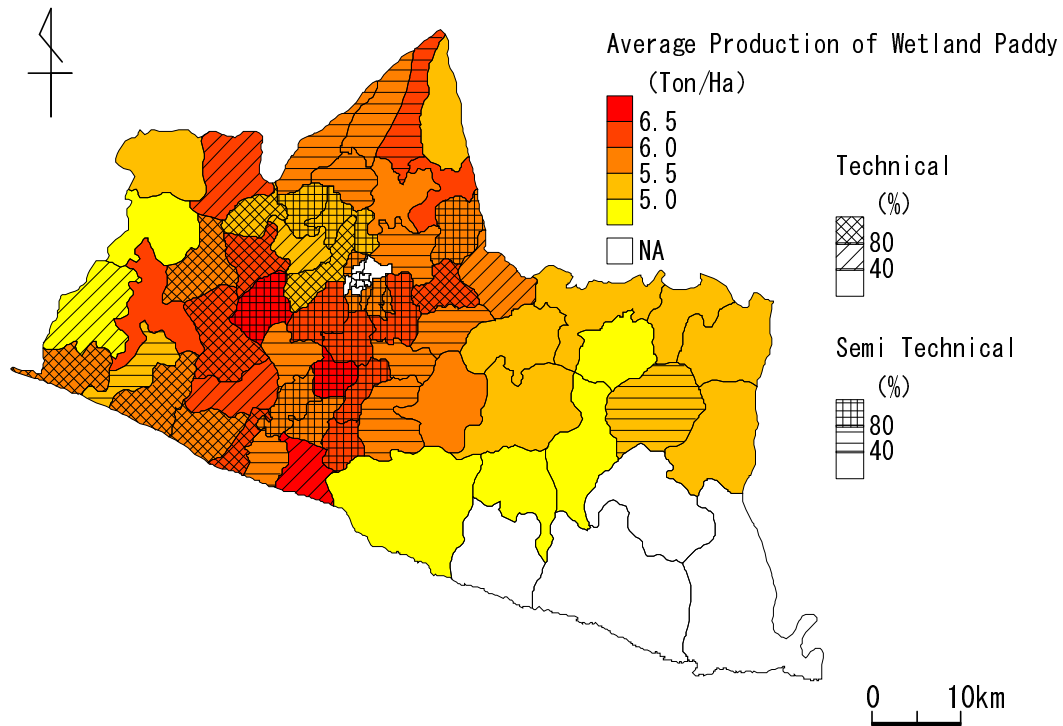 Average Production of Wetland Paddy
(Ton/Ha)
6.5
6.0
5.5
5.0
NA
Technical
(%)
80
40
Semi Technical
(%)
80
40
0 10km